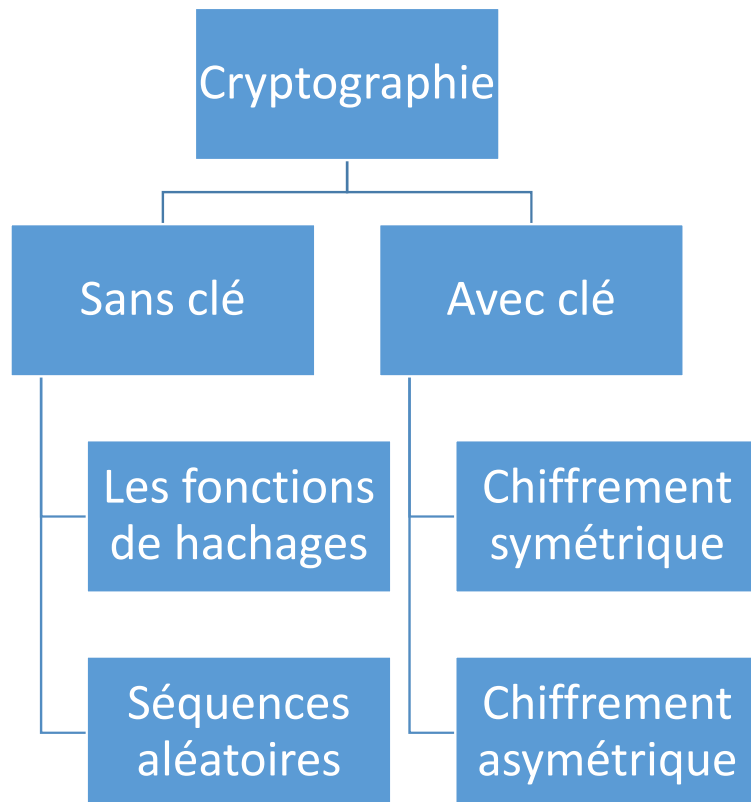 Cryptographie
Sans clé
Avec clé
Les fonctions
de hachages
Chiffrement
symétrique
Séquences
aléatoires
Chiffrement
asymétrique